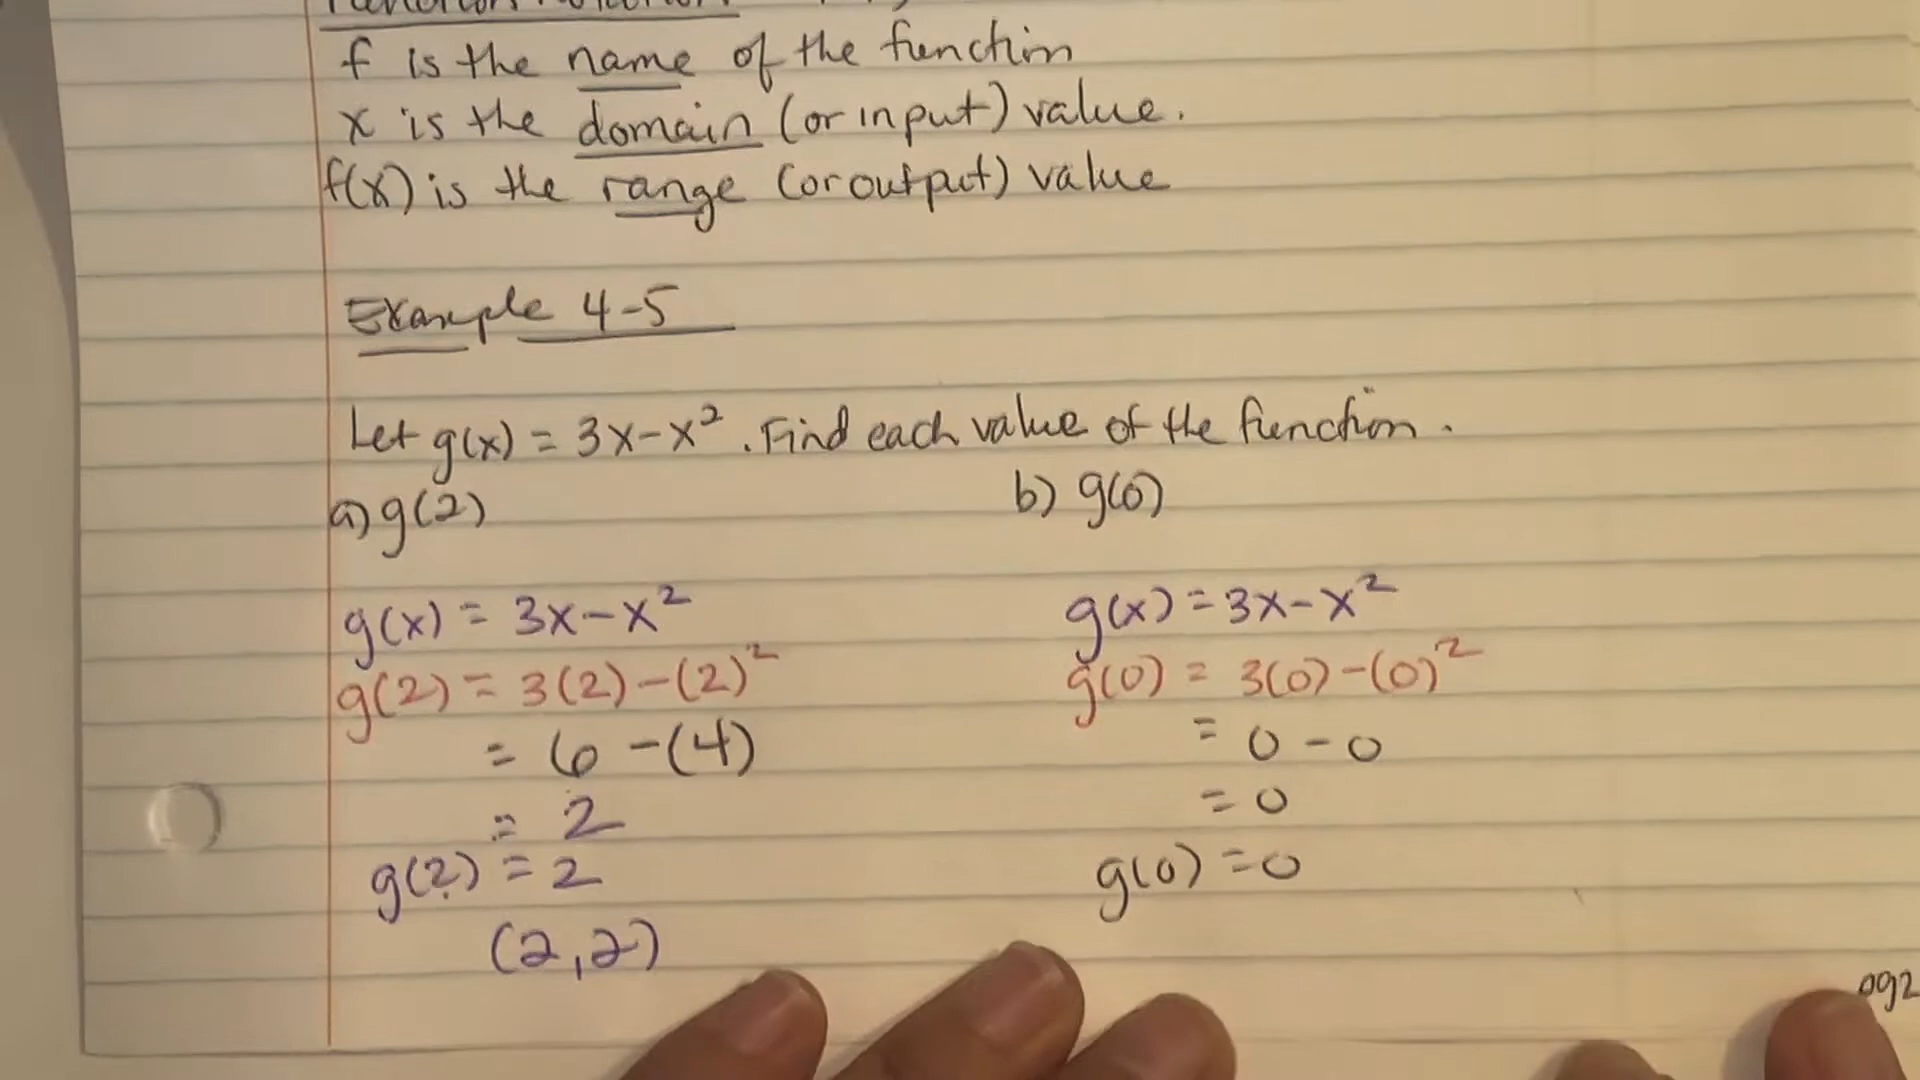 f is the name of the function
x is the domain (or input) value.
f(x) is the range (or output) value
Example 4-5
Let g(x) = 3x-x². Find each value of the function.
a) g(2)
b) g(0)
g(x) = 3x-x²
g(2) = 3(2)-(2)²
= 6 -(4)
= 2
g(2) = 2
(2,2)
g(x) = 3x-x²
g(0) = 3(0)-(0)²
= 0 - 0
= 0
g(0) = 0